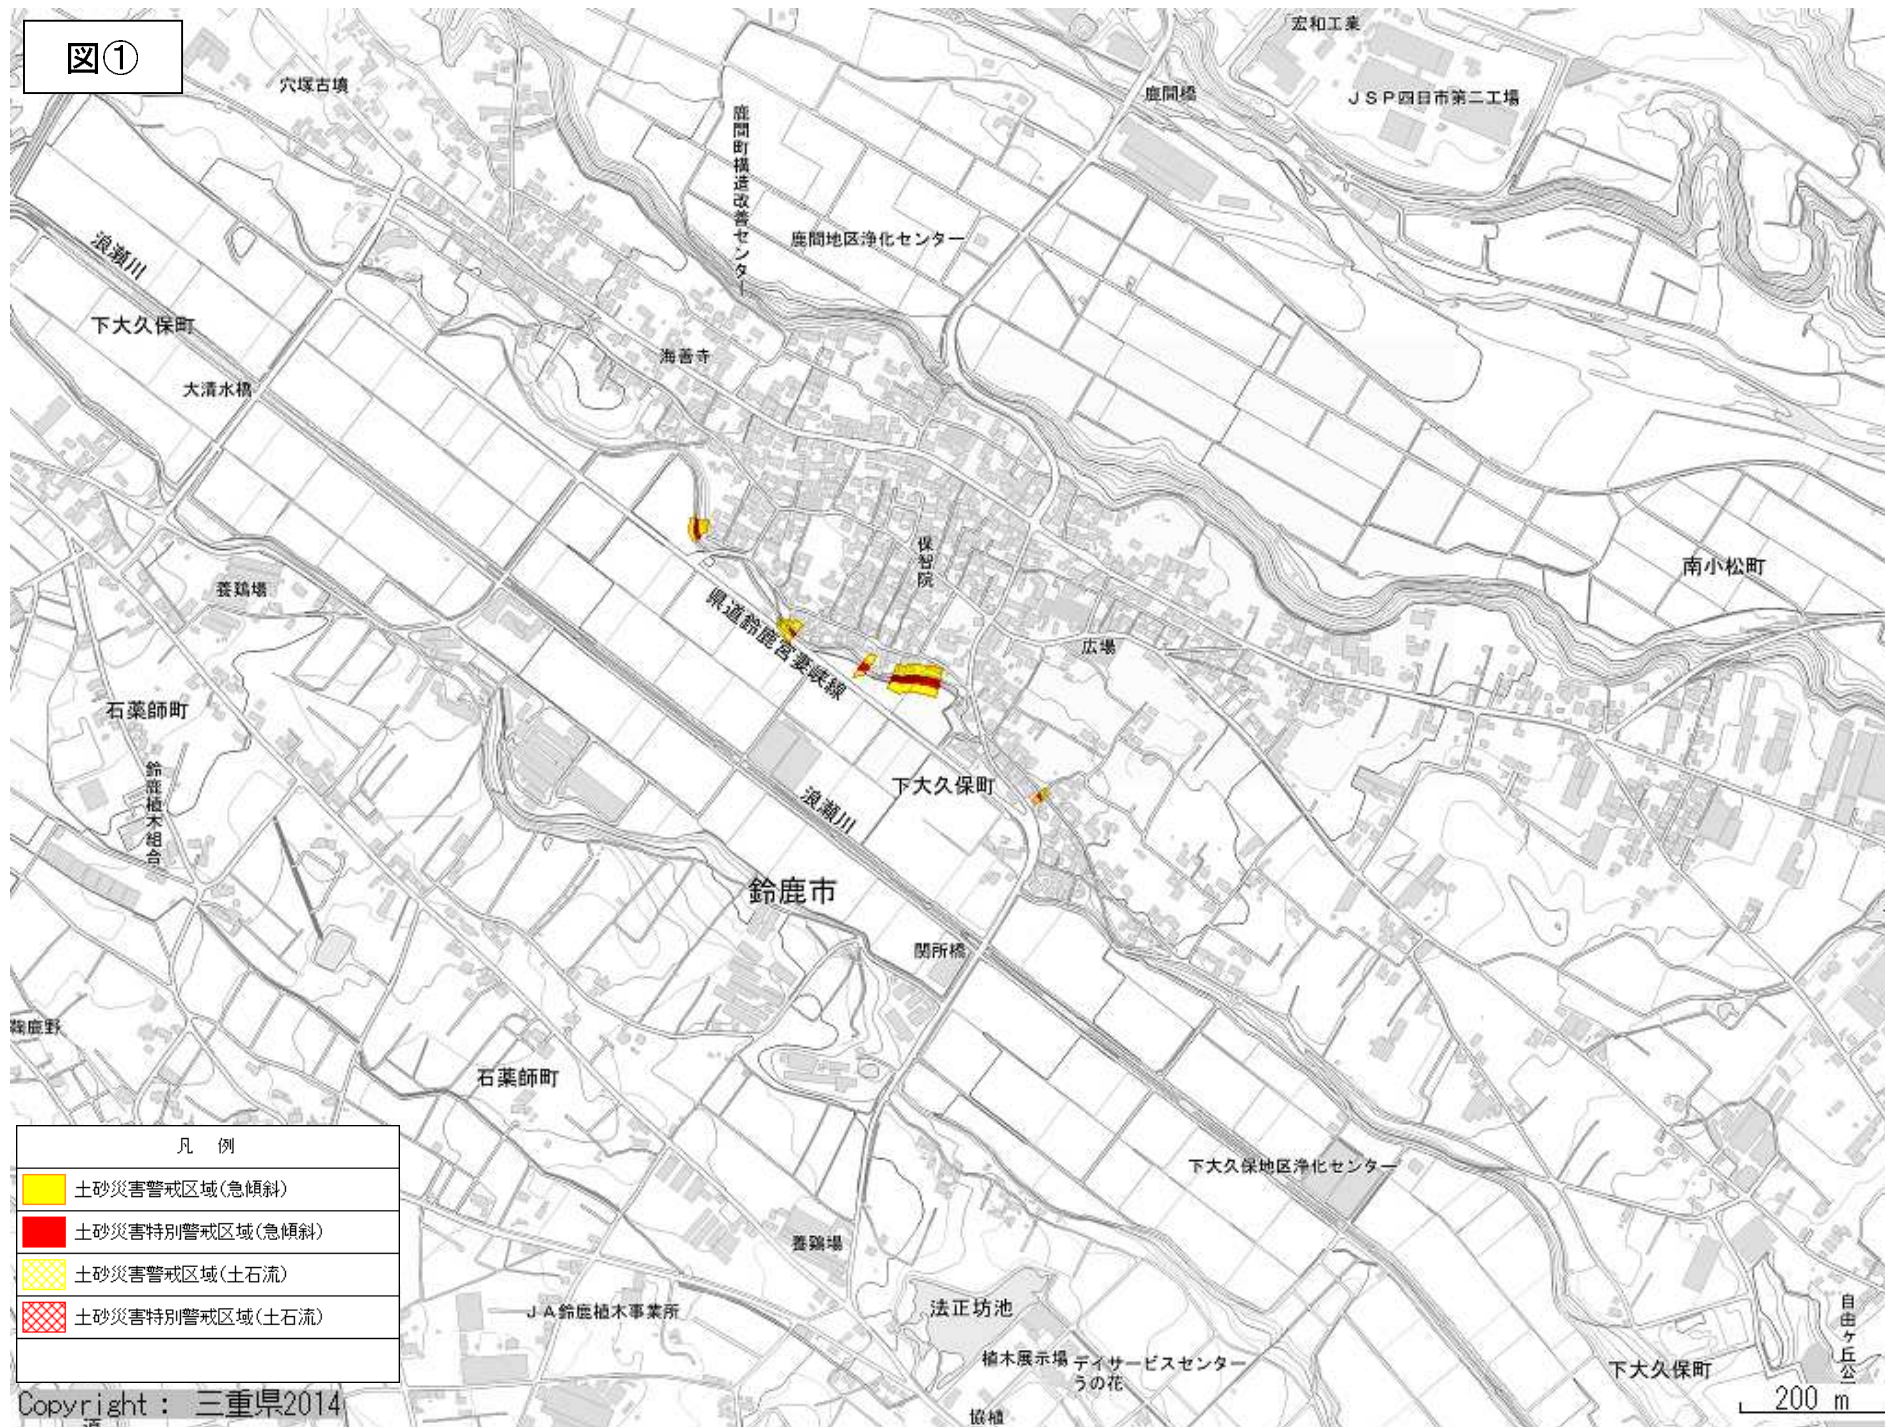 図①
宏和工業
穴塚古墳
鹿間橋
JSP四日市第二工場
鹿間町構造改善センター
鹿間地区浄化センター
浪瀬川
下大久保町
海善寺
大清水橋
保智院
南小松町
養鶏場
県道鈴鹿宮妻峡線
広場
石薬師町
鈴鹿植木組合
下大久保町
浪瀬川
鈴鹿市
関所橋
鞠鹿野
石薬師町
凡 例
土砂災害警戒区域(急傾斜)
土砂災害特別警戒区域(急傾斜)
土砂災害警戒区域(土石流)
土砂災害特別警戒区域(土石流)
下大久保地区浄化センター
養鶏場
JA鈴鹿植木事業所
法正坊池
自由ヶ丘公
植木展示場
デイサービスセンター
うの花
下大久保町
Copyright : 三重県2014
200 m
協植